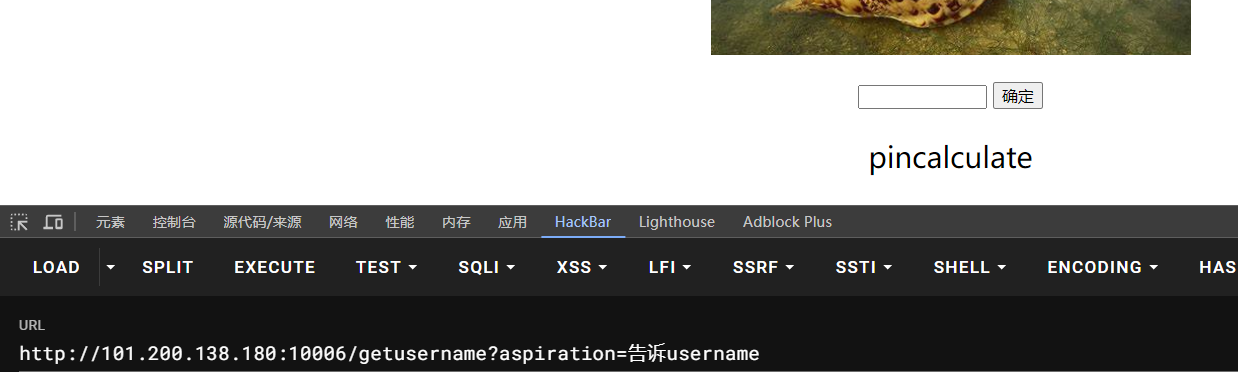 确定
pincalculate
元素 控制台 源代码/来源 网络 性能 内存 应用 HackBar Lighthouse Adblock Plus
LOAD SPLIT EXECUTE TEST SQLI XSS LFI SSRF SSTI SHELL ENCODING HAS
URL
http://101.200.138.180:10006/getusername?aspiration=告诉username